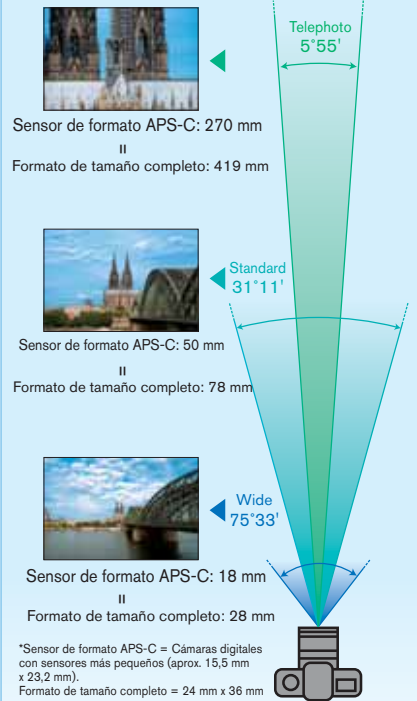 Telephoto
5°55'
Sensor de formato APS-C: 270 mm
=
Formato de tamaño completo: 419 mm
Standard
31°11'
Sensor de formato APS-C: 50 mm
=
Formato de tamaño completo: 78 mm
Wide
75°33'
Sensor de formato APS-C: 18 mm
=
Formato de tamaño completo: 28 mm
*Sensor de formato APS-C = Cámaras digitales
con sensores más pequeños (aprox. 15,5 mm
x 23,2 mm).
Formato de tamaño completo = 24 mm x 36 mm